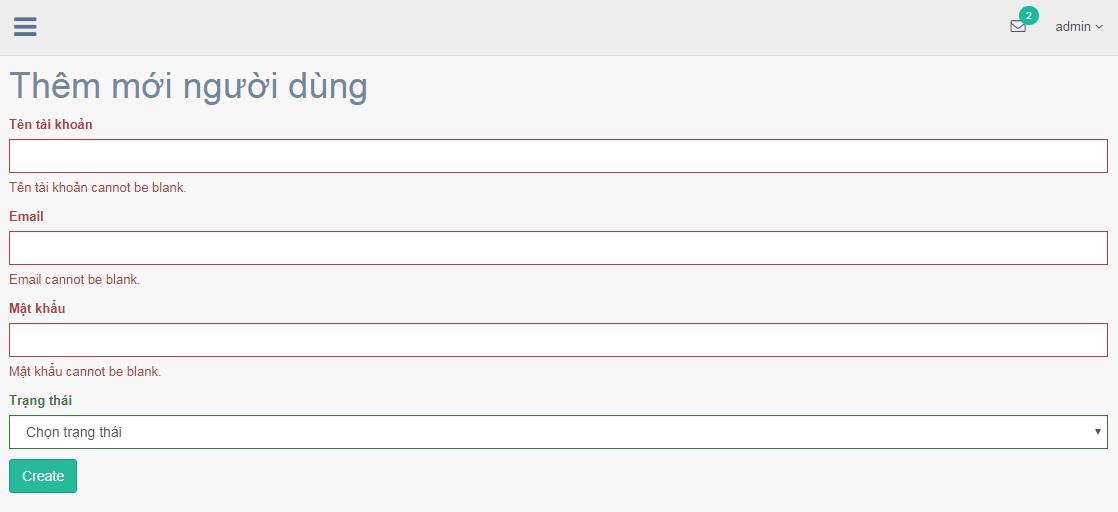 2
admin
Thêm mới người dùng
Tên tài khoản
Tên tài khoản cannot be blank.
Email
Email cannot be blank.
Mật khẩu
Mật khẩu cannot be blank.
Trạng thái
Chọn trạng thái
Create